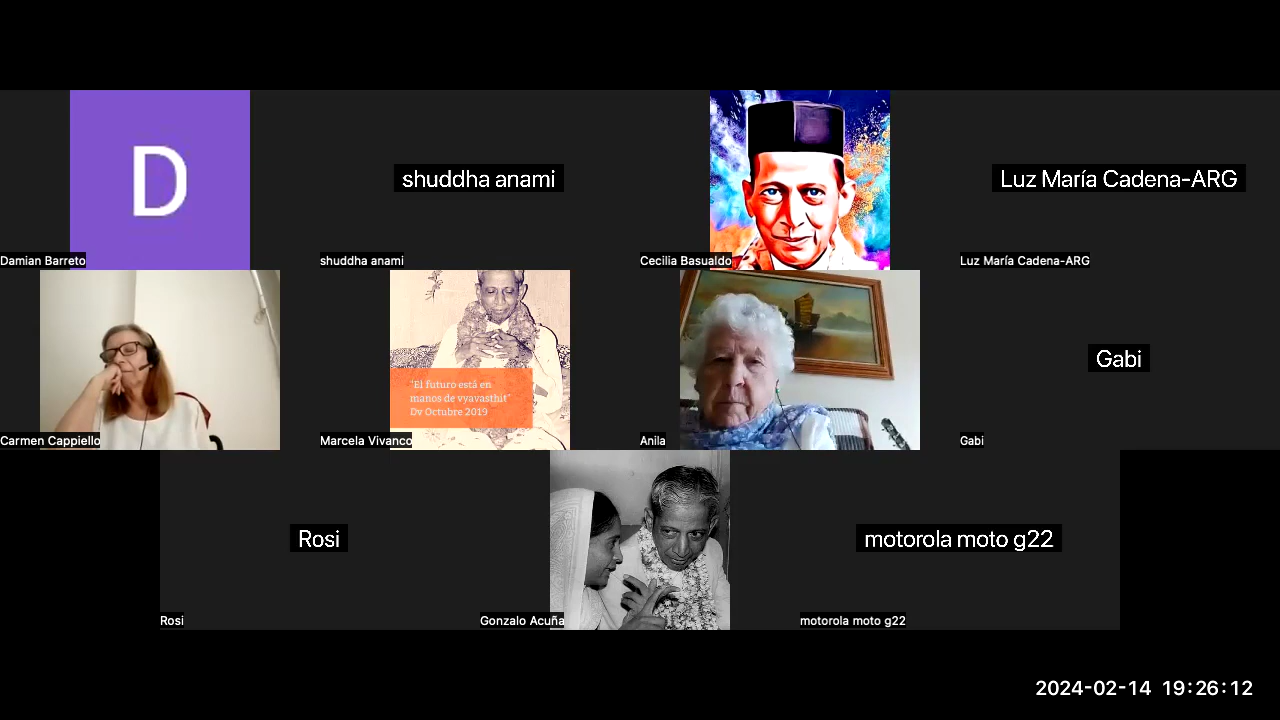 D
shuddha anami
Luz María Cadena-ARG
Damian Barreto
shuddha anami
Cecilia Basualdo
Luz María Cadena-ARG
"El futuro está en
manos de vyavasthit"
Dv Octubre 2019
Gabi
Carmen Cappiello
Marcela Vivanco
Anila
Gabi
Rosi
motorola moto g22
Rosi
Gonzalo Acuña
motorola moto g22
2024-02-14 19:26:12